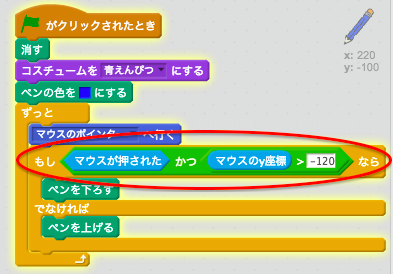 がクリックされたとき
消す
コスチュームを 青えんぴつ にする
ペンの色を にする
ずっと
マウスのポインタ へ行く
もし マウスが押された かつ マウスのy座標 > -120 なら
ペンを下ろす
でなければ
ペンを上げる
x: 220
y: -100